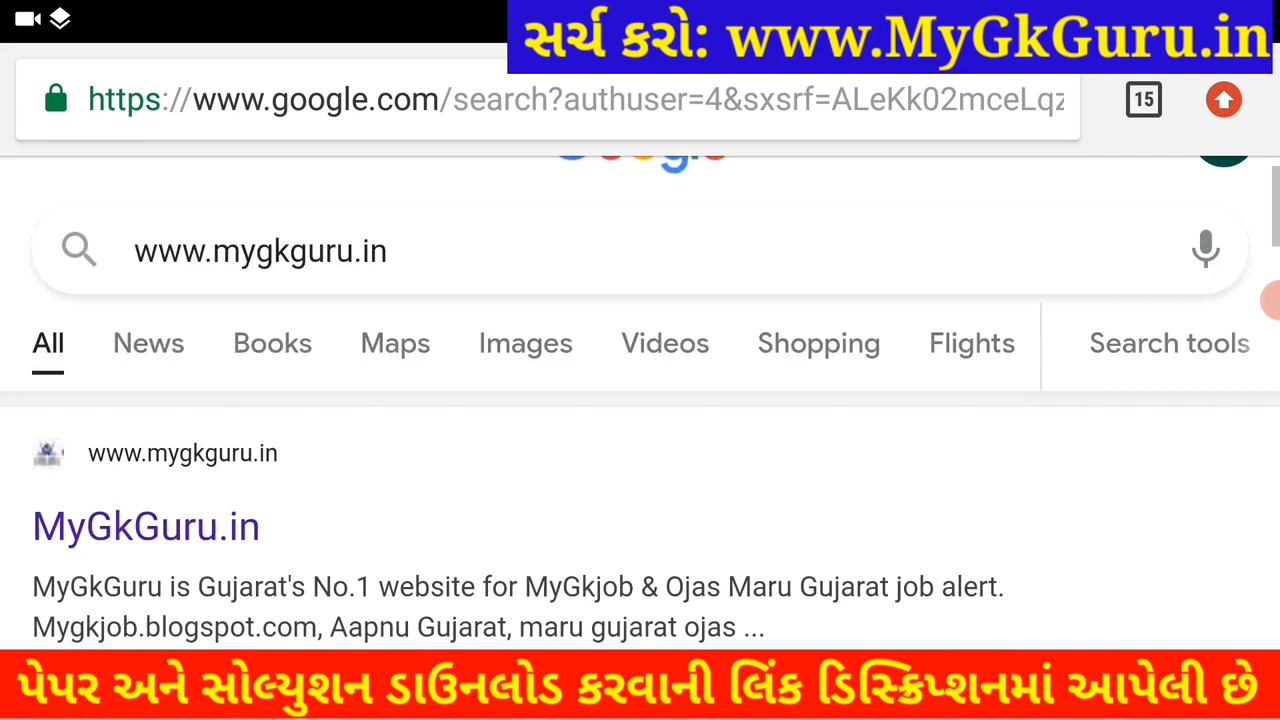 સર્ચ કરો: www.MyGkGuru.in
https://www.google.com/search?authuser=4&sxsrf=ALeKk02mceLqz
15
www.mygkguru.in
All News Books Maps Images Videos Shopping Flights Search tools
www.mygkguru.in
MyGkGuru.in
MyGkGuru is Gujarat's No.1 website for MyGkjob & Ojas Maru Gujarat job alert.
Mygkjob.blogspot.com, Aapnu Gujarat, maru gujarat ojas ...
પેપર અને સોલ્યુશન ડાઉનલોડ કરવાની લિંક ડિસ્ક્રિપ્શનમાં આપેલી છે